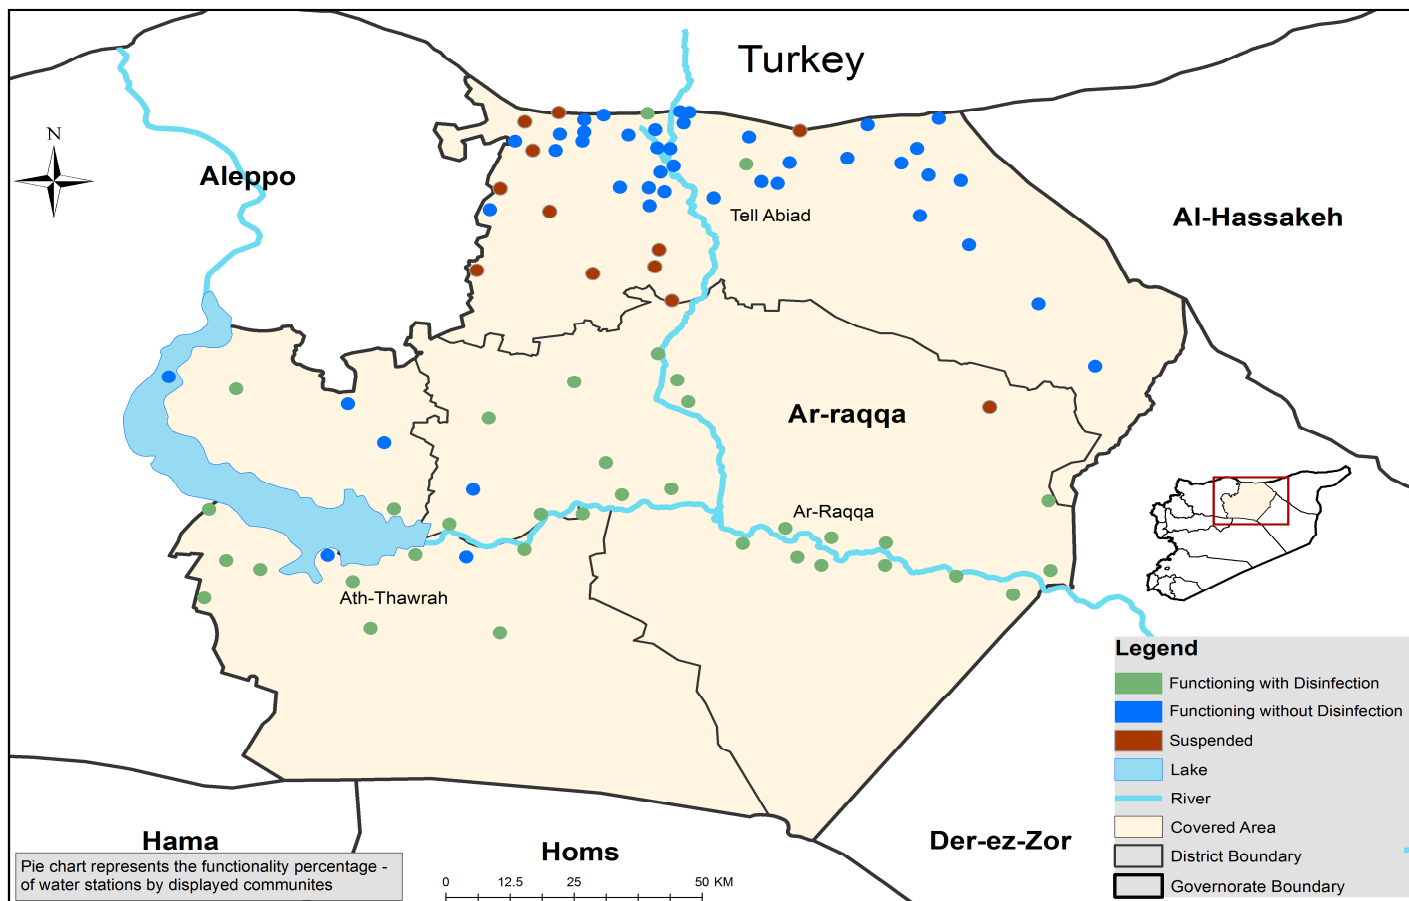 Turkey
N
Aleppo
Al-Hassakeh
Tell Abiad
Ar-raqqa
Ar-Raqqa
Ath-Thawrah
Legend
Functioning with Disinfection
Functioning without Disinfection
Suspended
Lake
River
Covered Area
District Boundary
Governorate Boundary
Hama
Homs
Der-ez-Zor
Pie chart represents the functionality percentage -
of water stations by displayed communites
0 12.5 25 50 KM